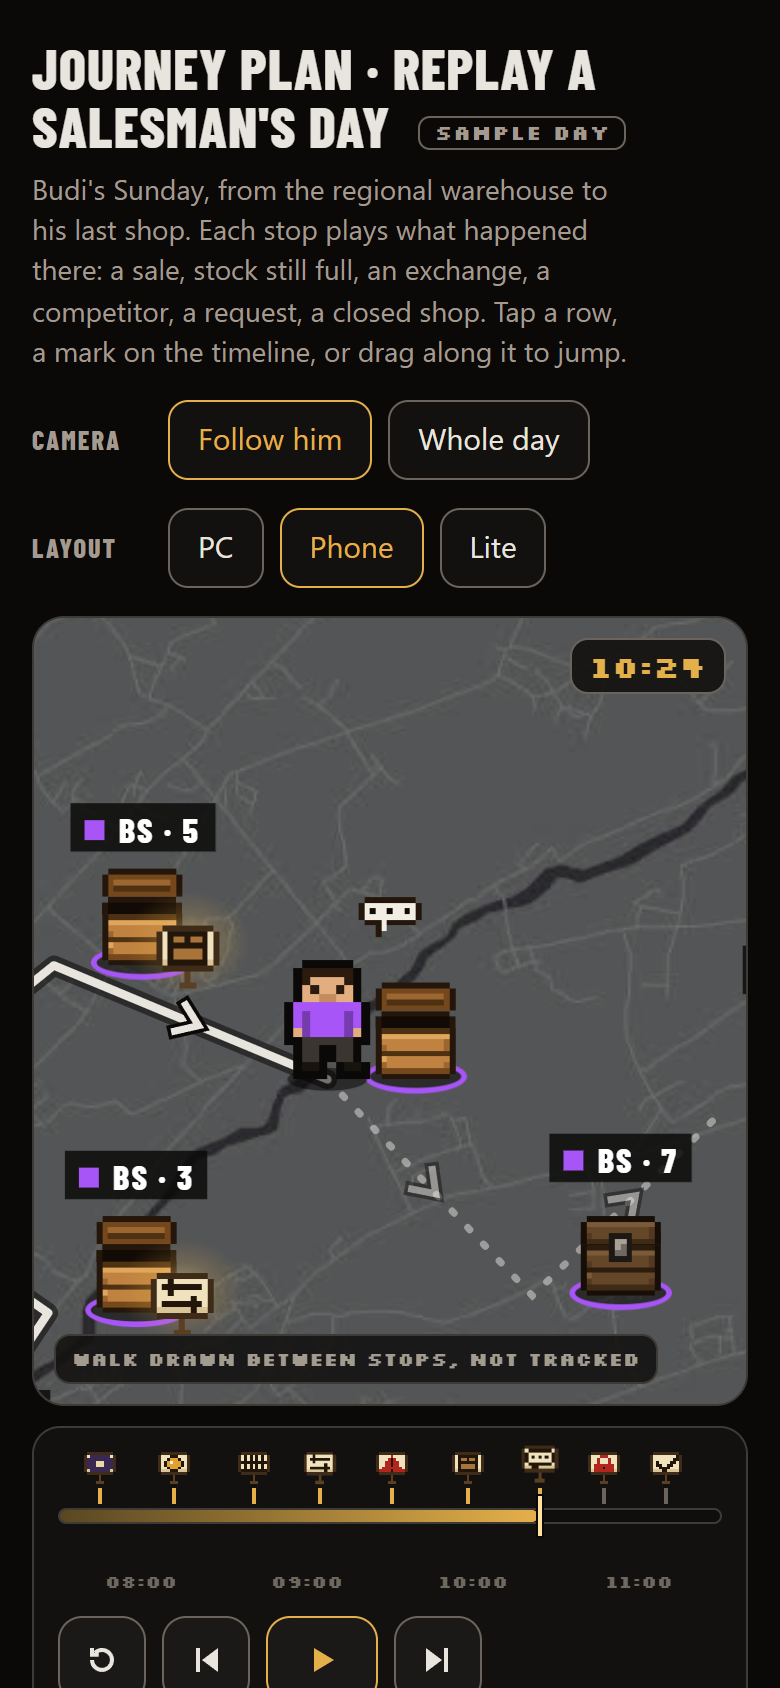 JOURNEY PLAN · REPLAY A
SALESMAN'S DAY SAMPLE DAY
Budi's Sunday, from the regional warehouse to
his last shop. Each stop plays what happened
there: a sale, stock still full, an exchange, a
competitor, a request, a closed shop. Tap a row,
a mark on the timeline, or drag along it to jump.
CAMERA Follow him Whole day
LAYOUT PC Phone Lite
10:29
BS · 5
BS · 3
BS · 7
WALK DRAWN BETWEEN STOPS, NOT TRACKED
08:00 09:00 10:00 11:00